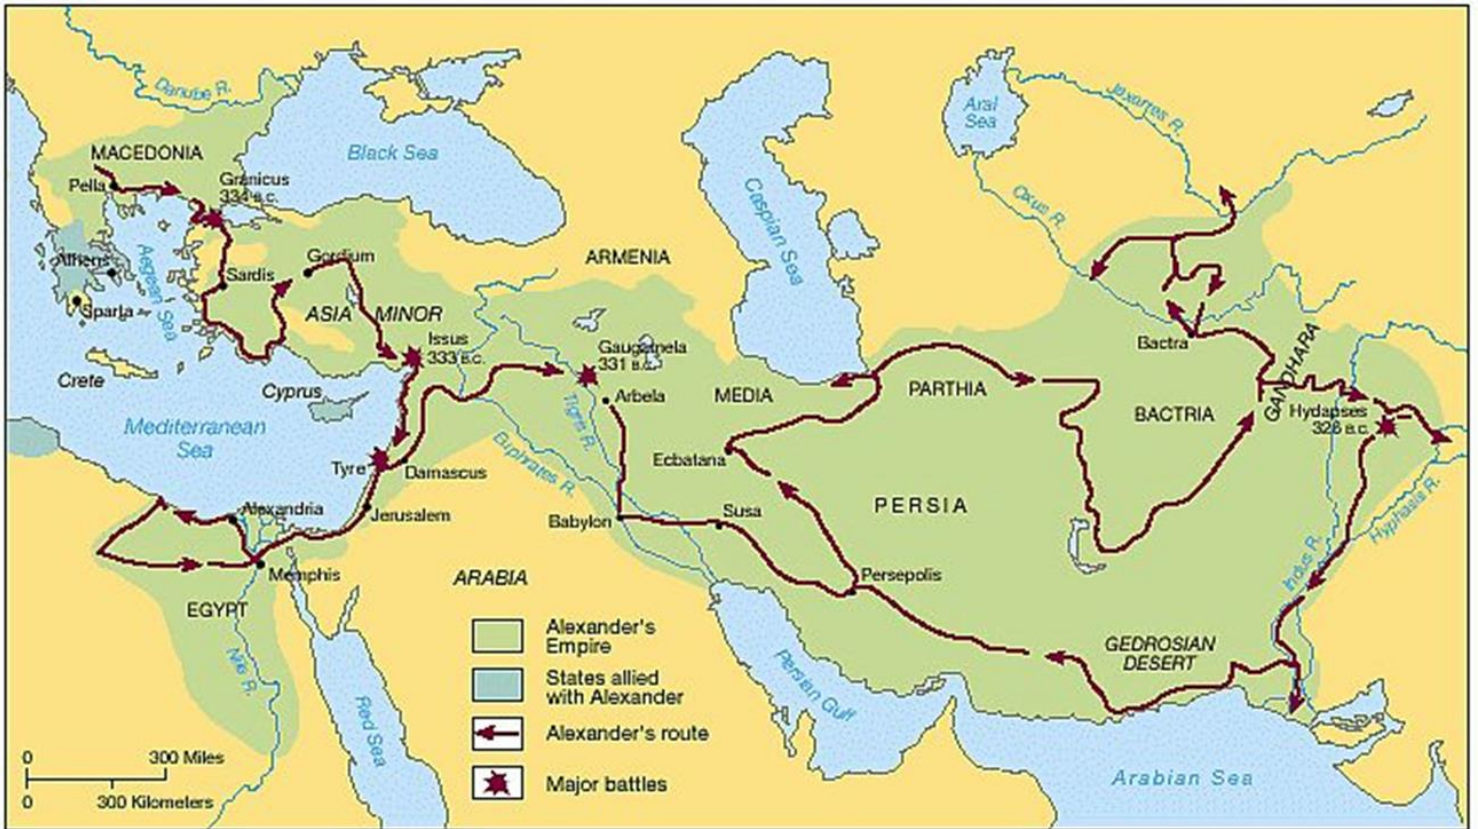 Danube R.
Black Sea
Aral
Sea
Jaxartes R.
Oxus R.
Caspian Sea
MACEDONIA
Pella
Granicus
334 B.C.
Athens
Sparta
Aegean Sea
Sardis
Gordium
ASIA MINOR
ARMENIA
Issus
333 B.C.
Gaugamela
331 B.C.
Arbela
Tigris R.
MEDIA
PARTHIA
BACTRIA
Bactra
GANDHARA
Hydapses
326 B.C.
Crete
Cyprus
Mediterranean
Sea
Tyre
Damascus
Euphrates R.
Ecbatana
Jerusalem
Alexandria
Memphis
Babylon
Susa
PERSIA
Persepolis
Indus R.
Hyphasis R.
EGYPT
Nile R.
Red Sea
ARABIA
Persian Gulf
GEDROSIAN
DESERT
Arabian Sea
Alexander's
Empire
States allied
with Alexander
Alexander's route
Major battles
0 300 Miles
0 300 Kilometers